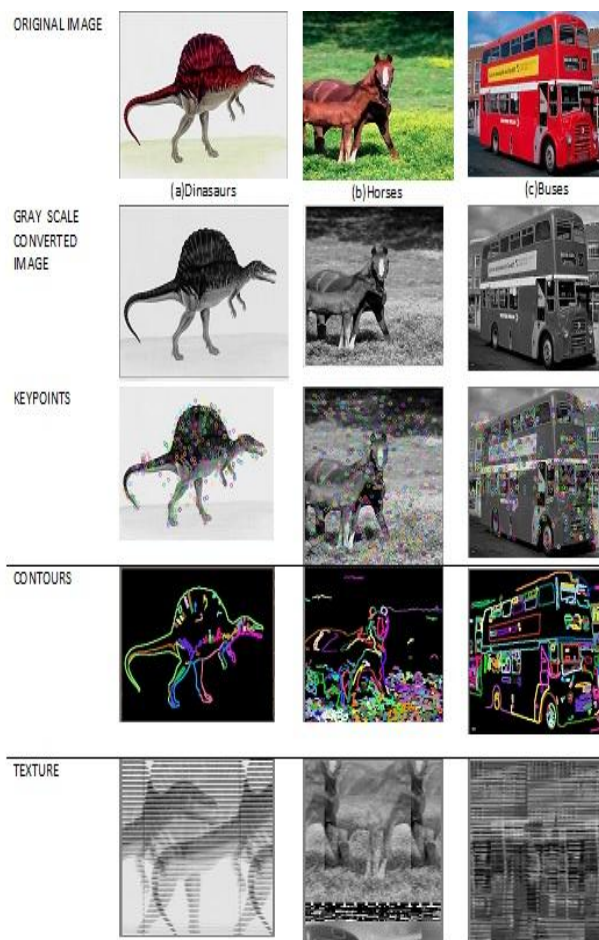 ORIGINAL IMAGE
(a)Dinasaurs
(b)Horses
(c)Buses
GRAY SCALE
CONVERTED
IMAGE
KEYPOINTS
CONTOURS
TEXTURE